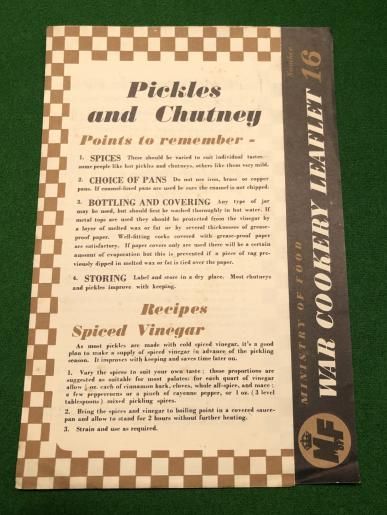 Pickles
and Chutney
Points to remember -
1. SPICES These should be varied to suit individual tastes
some people like hot pickles and chutneys, others like them very mild.
2. CHOICE OF PANS Do not use iron, brass or copper
pans. If enamel-lined pans are used be sure the enamel is not chipped.
3. BOTTLING AND COVERING Any type of jar
may be used, but should first be washed thoroughly in hot water. If
metal tops are used they should be protected from the vinegar by
a layer of melted wax or fat or by several thicknesses of grease-
proof paper. Well-fitting corks covered with grease-proof paper
are satisfactory. If paper covers only are used there will be a certain
amount of evaporation but this is prevented if a piece of rag pre-
viously dipped in melted wax or fat is tied over the paper.
4. STORING Label and store in a dry place. Most chutneys
and pickles improve with keeping.
Recipes
Spiced Vinegar
As most pickles are made with cold spiced vinegar, it's a good
plan to make a supply of spiced vinegar in advance of the pickling
season. It improves with keeping and saves time later on.
1. Vary the spices to suit your own taste; these proportions are
suggested as suitable for most palates: for each quart of vinegar
allow ¼ oz. each of cinnamon bark, cloves, whole all-spice, and mace;
a few peppercorns or a pinch of cayenne pepper, or 1 oz. (3 level
tablespoons) mixed pickling spices.
2. Bring the spices and vinegar to boiling point in a covered sauce-
pan and allow to stand for 2 hours without further heating.
3. Strain and use as required.
MINISTRY OF FOOD
WAR COOKERY LEAFLET
Number
16
MF